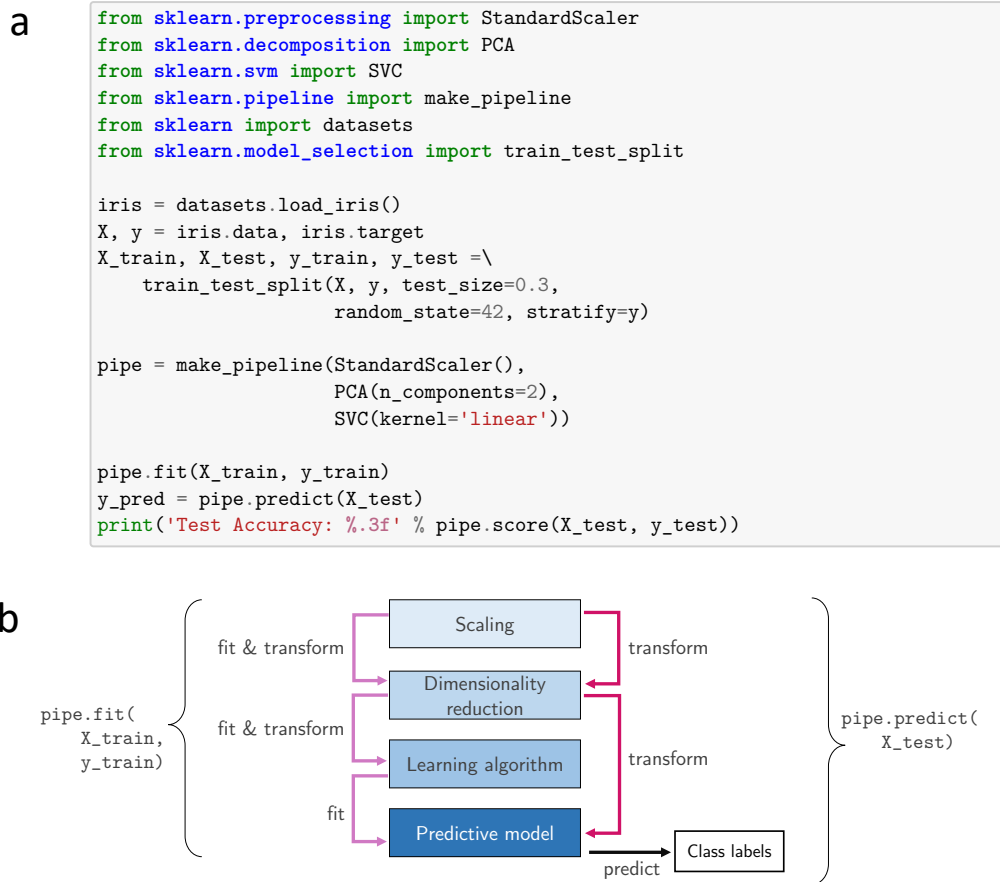 a
from sklearn.preprocessing import StandardScaler
from sklearn.decomposition import PCA
from sklearn.svm import SVC
from sklearn.pipeline import make_pipeline
from sklearn import datasets
from sklearn.model_selection import train_test_split
iris = datasets.load_iris()
X, y = iris.data, iris.target
X_train, X_test, y_train, y_test =\
    train_test_split(X, y, test_size=0.3,
                     random_state=42, stratify=y)
pipe = make_pipeline(StandardScaler(),
                     PCA(n_components=2),
                     SVC(kernel='linear'))
pipe.fit(X_train, y_train)
y_pred = pipe.predict(X_test)
print('Test Accuracy: %.3f' % pipe.score(X_test, y_test))
b
pipe.fit(
X_train,
y_train)
fit & transform
fit & transform
fit
Scaling
Dimensionality
reduction
Learning algorithm
Predictive model
transform
transform
predict
Class labels
pipe.predict(
X_test)